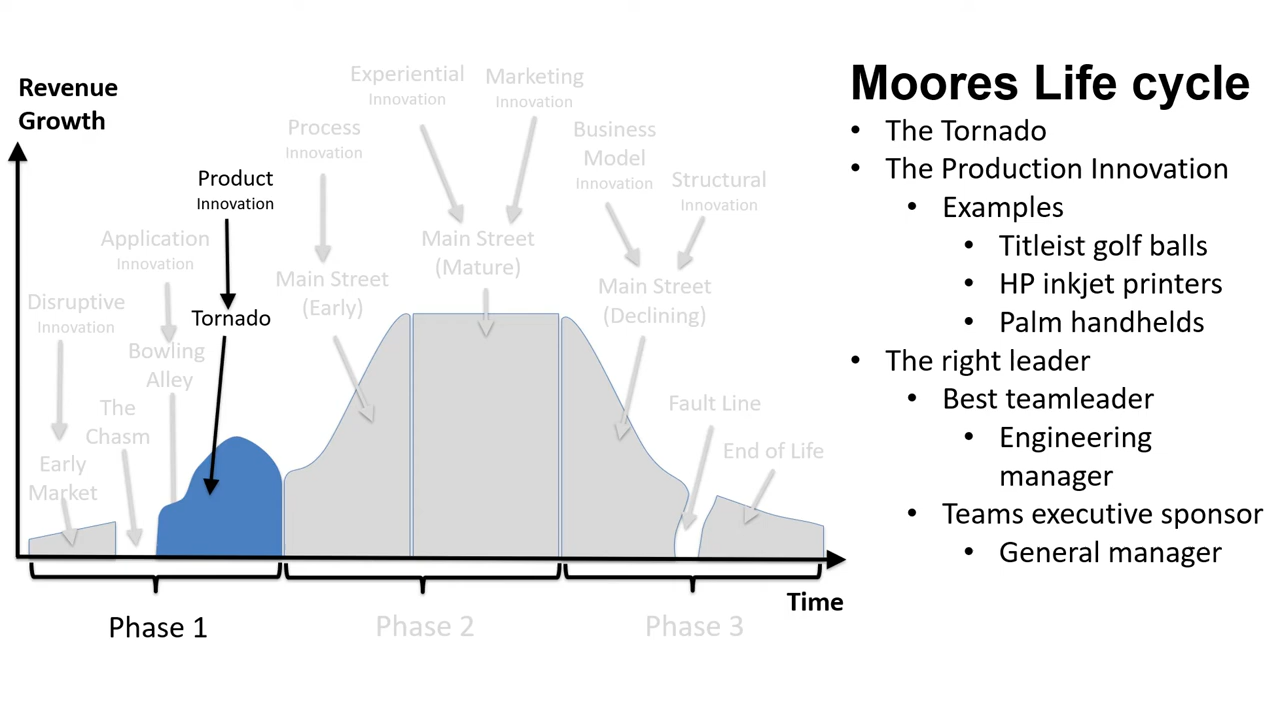 Revenue
Growth
Experiential
Innovation
Marketing
Innovation
Process
Innovation
Business
Model
Innovation
Structural
Innovation
Product
Innovation
Application
Innovation
Disruptive
Innovation
Main Street
(Early)
Main Street
(Mature)
Main Street
(Declining)
Tornado
Bowling
Alley
The
Chasm
Early
Market
Fault Line
End of Life
Time
Phase 1
Phase 2
Phase 3
Moores Life cycle
• The Tornado
• The Production Innovation
• Examples
• Titleist golf balls
• HP inkjet printers
• Palm handhelds
• The right leader
• Best teamleader
• Engineering
manager
• Teams executive sponsor
• General manager